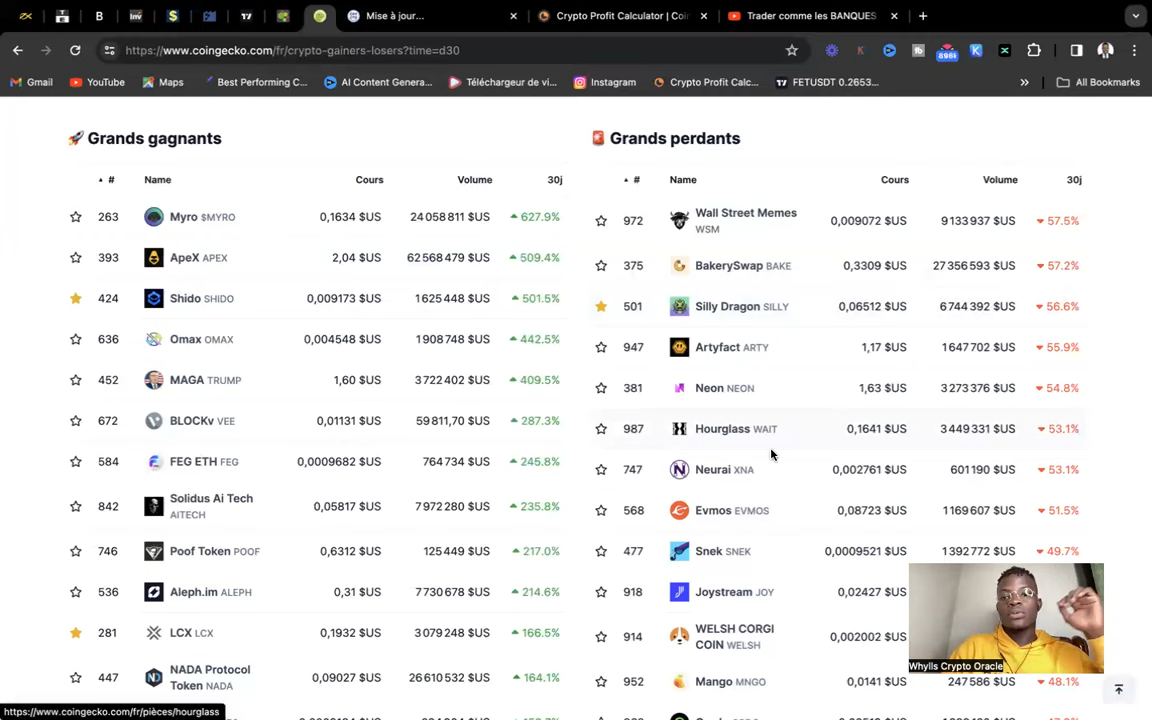 Mise à jour...
Crypto Profit Calculator | Coin
Trader comme les BANQUES
https://www.coingecko.com/fr/crypto-gainers-losers?time=d30
Gmail
YouTube
Maps
Best Performing C...
AI Content Genera...
Téléchargeur de vi...
Instagram
Crypto Profit Calc...
FETUSDT 0.2653...
All Bookmarks
Grands gagnants
# Name Cours Volume 30j
263 Myro $MYRO 0,1634 $US 24 058 811 $US 627.9%
393 ApeX APEX 2,04 $US 62 568 479 $US 509.4%
424 Shido SHIDO 0,009173 $US 1 625 448 $US 501.5%
636 Omax OMAX 0,004548 $US 1 908 748 $US 442.5%
452 MAGA TRUMP 1,60 $US 3 722 402 $US 409.5%
672 BLOCKv VEE 0,01131 $US 59 811,70 $US 287.3%
584 FEG ETH FEG 0,0009682 $US 764 734 $US 245.8%
842 Solidus Ai Tech AITECH 0,05817 $US 7 972 280 $US 235.8%
746 Poof Token POOF 0,6312 $US 125 449 $US 217.0%
536 Aleph.im ALEPH 0,31 $US 7 730 678 $US 214.6%
281 LCX LCX 0,1932 $US 3 079 248 $US 166.5%
447 NADA Protocol Token NADA 0,09027 $US 26 610 532 $US 164.1%
Grands perdants
# Name Cours Volume 30j
972 Wall Street Memes WSM 0,009072 $US 9 133 937 $US 57.5%
375 BakerySwap BAKE 0,3309 $US 27 356 593 $US 57.2%
501 Silly Dragon SILLY 0,06512 $US 6 744 392 $US 56.6%
947 Artyfact ARTY 1,17 $US 1 647 702 $US 55.9%
381 Neon NEON 1,63 $US 3 273 376 $US 54.8%
987 Hourglass WAIT 0,1641 $US 3 449 331 $US 53.1%
747 Neurai XNA 0,002761 $US 601 190 $US 53.1%
568 Evmos EVMOS 0,08723 $US 1 169 607 $US 51.5%
477 Snek SNEK 0,0009521 $US 1 392 772 $US 49.7%
918 Joystream JOY 0,02427 $US
914 WELSH CORGI COIN WELSH 0,002002 $US
952 Mango MNGO 0,0141 $US 247 586 $US 48.1%
Whylls Crypto Oracle
https://www.coingecko.com/fr/pièces/hourglass